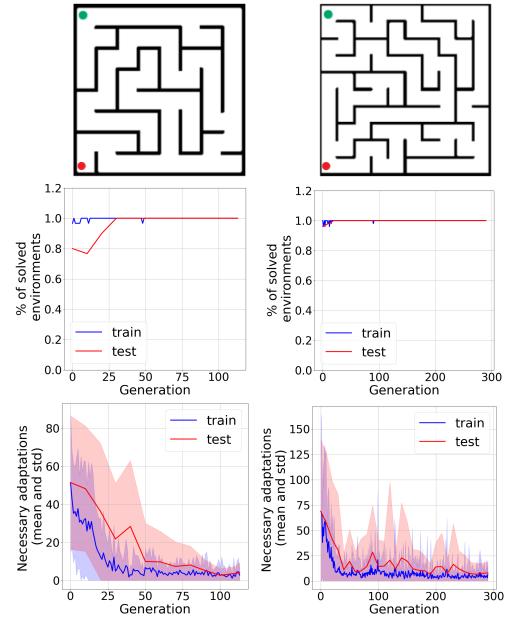 1.2
1.0
0.8
0.6
0.4
0.2
0.0
% of solved
environments
train
test
0
25
50
75
100
Generation
1.2
1.0
0.8
0.6
0.4
0.2
0.0
% of solved
environments
train
test
0
100
200
300
Generation
80
60
40
20
0
Necessary adaptations
(mean and std)
train
test
0
25
50
75
100
Generation
150
125
100
75
50
25
0
Necessary adaptations
(mean and std)
train
test
0
100
200
300
Generation